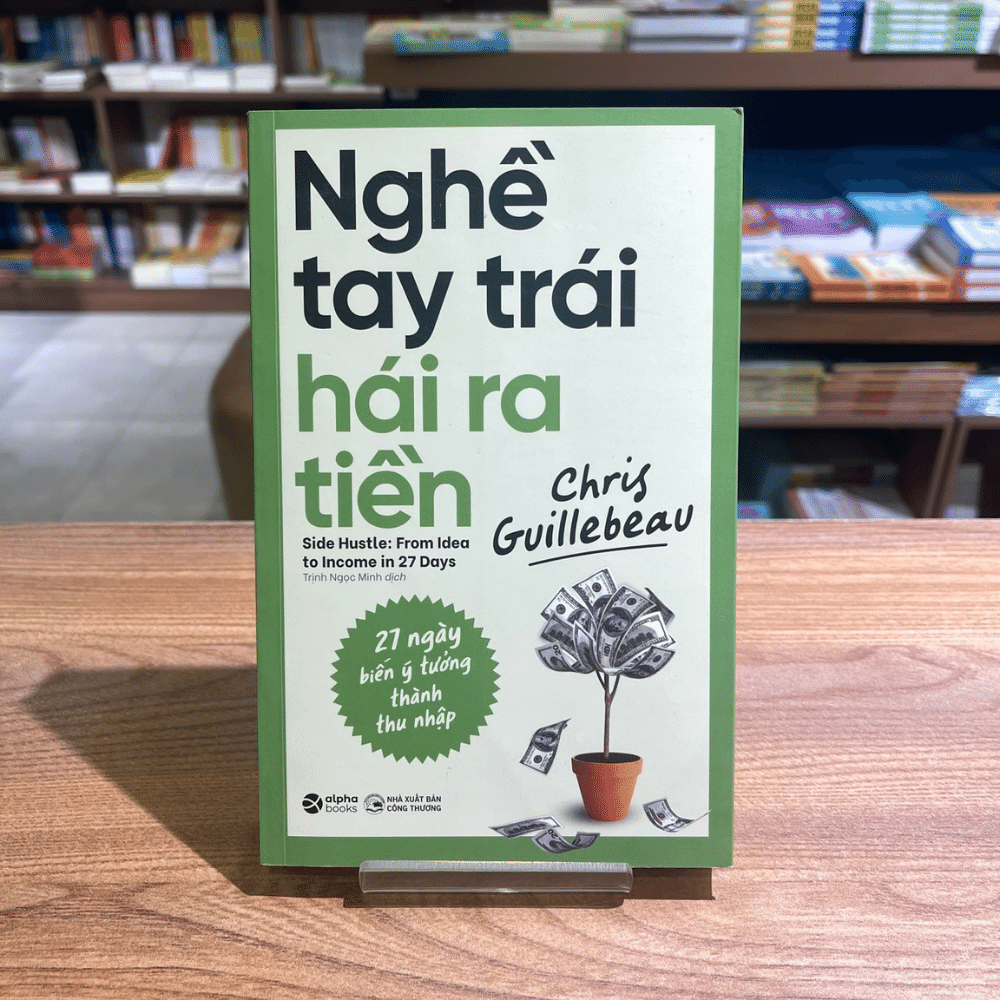 Nghề
tay trái
hái ra
tiền
Side Hustle: From Idea
to Income in 27 Days
Trịnh Ngọc Minh dịch
Chris
Guillebeau
27 ngày
biến ý tưởng
thành
thu nhập
alpha
books
NHÀ XUẤT BẢN
CÔNG THƯƠNG